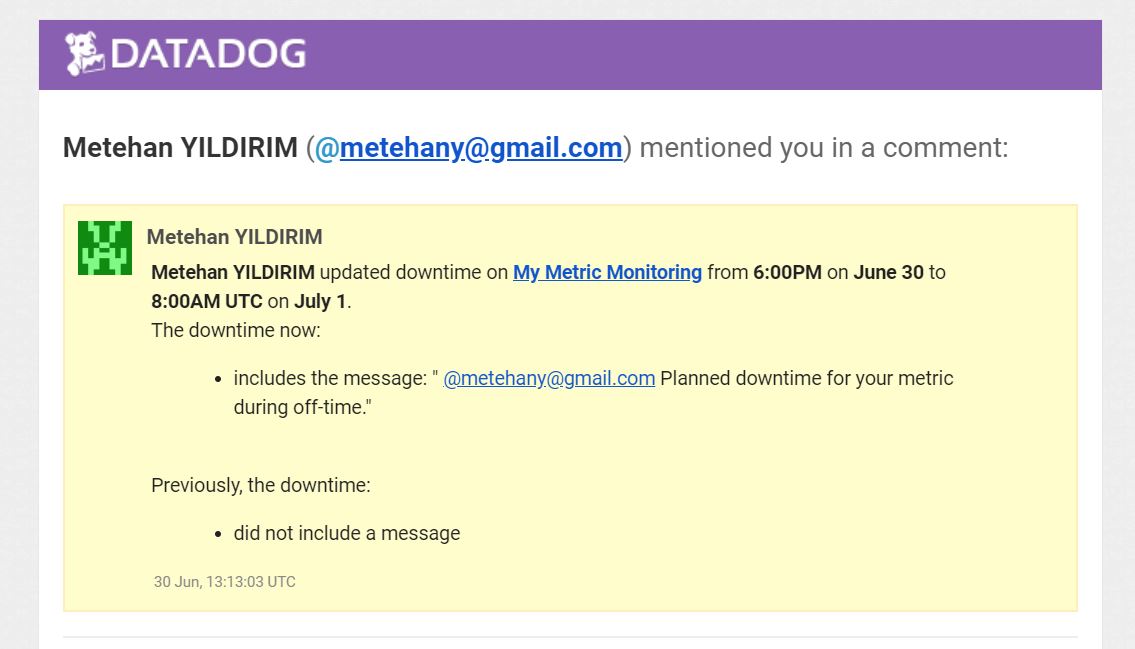 DATADOG
Metehan YILDIRIM (@metehany@gmail.com) mentioned you in a comment:
Metehan YILDIRIM
Metehan YILDIRIM updated downtime on My Metric Monitoring from 6:00PM on June 30 to
8:00AM UTC on July 1.
The downtime now:
• includes the message: " @metehany@gmail.com Planned downtime for your metric
during off-time."
Previously, the downtime:
• did not include a message
30 Jun, 13:13:03 UTC